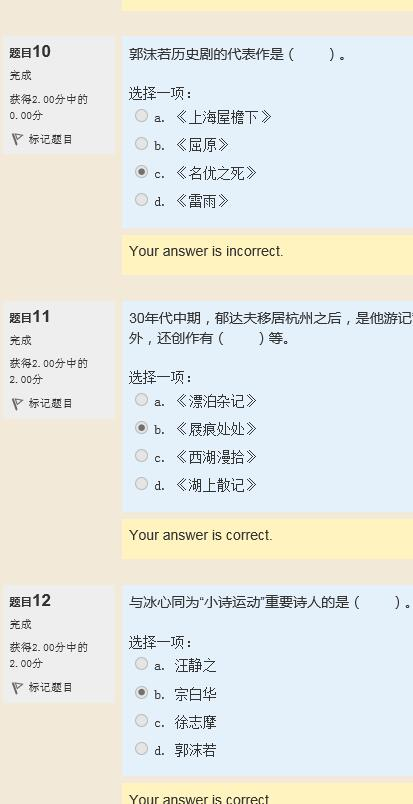 题目10
完成
获得2.00分中的
0.00分
标记题目
郭沫若历史剧的代表作是（　　）。
选择一项：
a. 《上海屋檐下》
b. 《屈原》
c. 《名优之死》
d. 《雷雨》
Your answer is incorrect.
题目11
完成
获得2.00分中的
2.00分
标记题目
30年代中期，郁达夫移居杭州之后，是他游记
外，还创作有（　　）等。
选择一项：
a. 《漂泊杂记》
b. 《屐痕处处》
c. 《西湖漫拾》
d. 《湖上散记》
Your answer is correct.
题目12
完成
获得2.00分中的
2.00分
标记题目
与冰心同为“小诗运动”重要诗人的是（　　）。
选择一项：
a. 汪静之
b. 宗白华
c. 徐志摩
d. 郭沫若
Your answer is correct